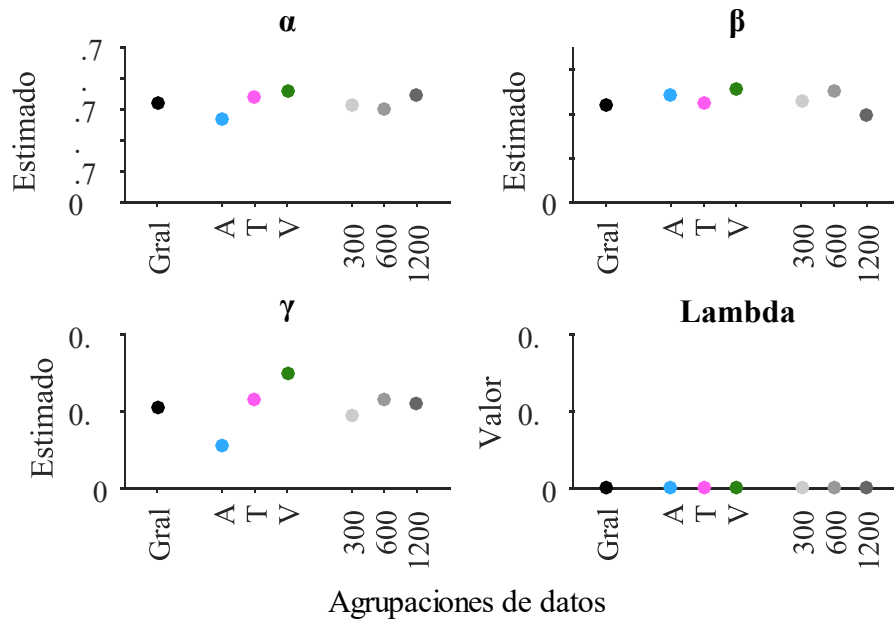 α
Estimado
.7
.
.7
.
.7
0
Gral
A
T
V
300
600
1200
β
Estimado
0
Gral
A
T
V
300
600
1200
γ
Estimado
0.
0.
0
Gral
A
T
V
300
600
1200
Lambda
Valor
0.
0.
0
Gral
A
T
V
300
600
1200
Agrupaciones de datos